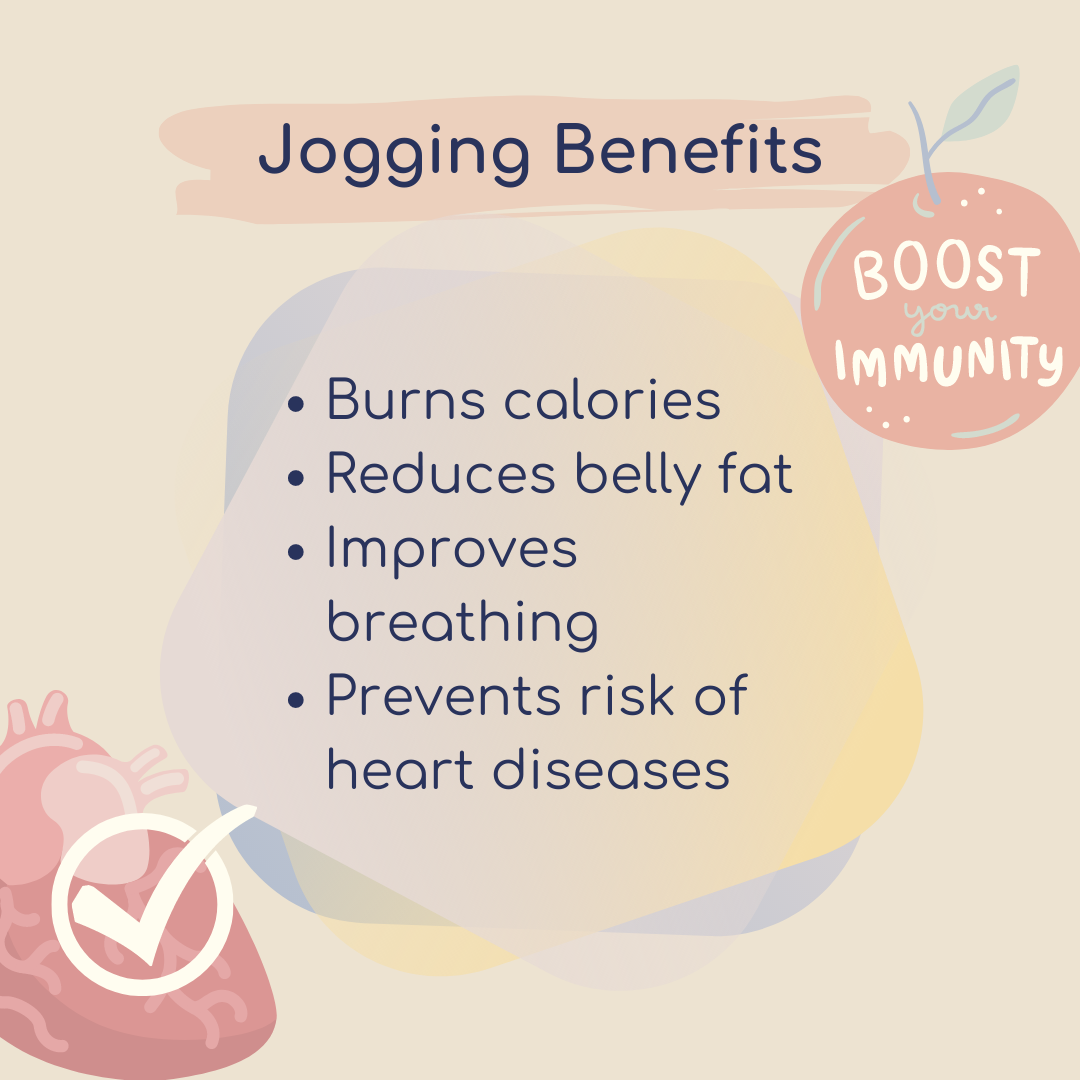 Jogging Benefits
BOOST
your
IMMUNITy
• Burns calories
• Reduces belly fat
• Improves
breathing
• Prevents risk of
heart diseases